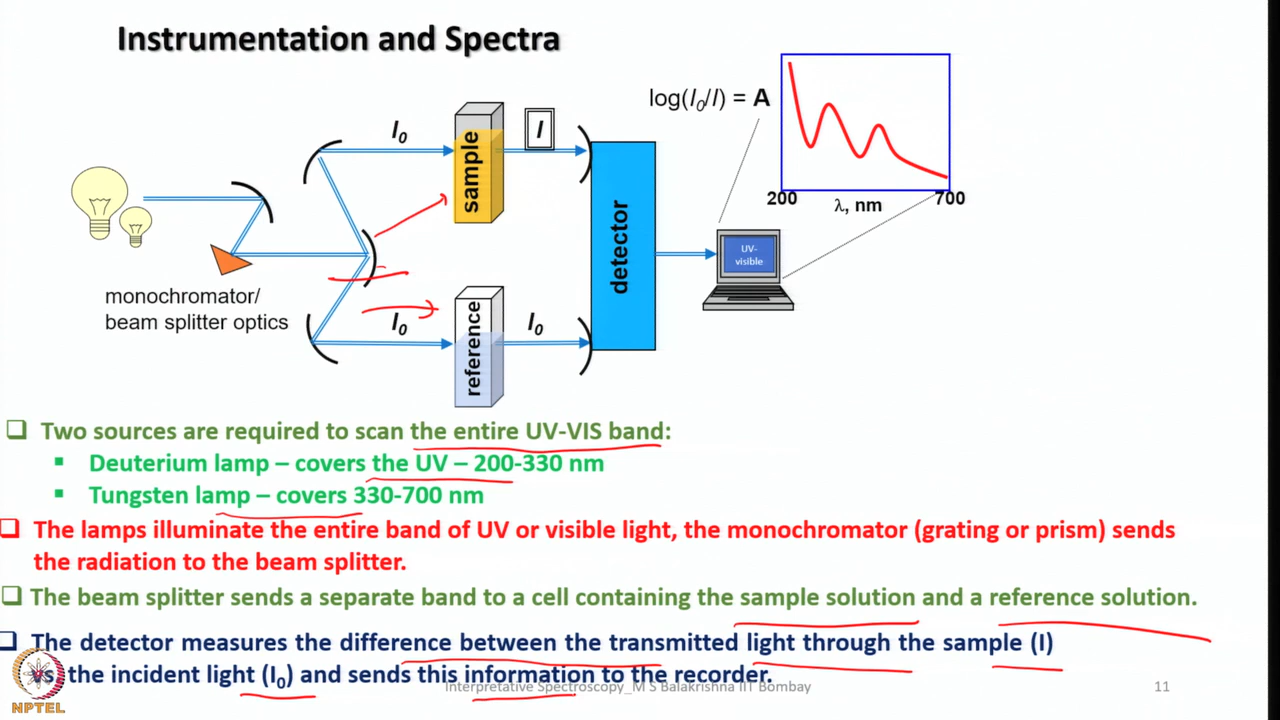 Instrumentation and Spectra
log(I₀/I) = A
I₀
sample
I
200
λ, nm
700
detector
UV-
visible
monochromator/
beam splitter optics
I₀
reference
I₀
❑ Two sources are required to scan the entire UV-VIS band:
▪ Deuterium lamp – covers the UV – 200-330 nm
▪ Tungsten lamp – covers 330-700 nm
❑ The lamps illuminate the entire band of UV or visible light, the monochromator (grating or prism) sends
the radiation to the beam splitter.
❑ The beam splitter sends a separate band to a cell containing the sample solution and a reference solution.
❑ The detector measures the difference between the transmitted light through the sample (I)
the incident light (I₀) and sends this information to the recorder.
Interpretative Spectroscopy_M S Balakrishna IIT Bombay
11
NPTEL